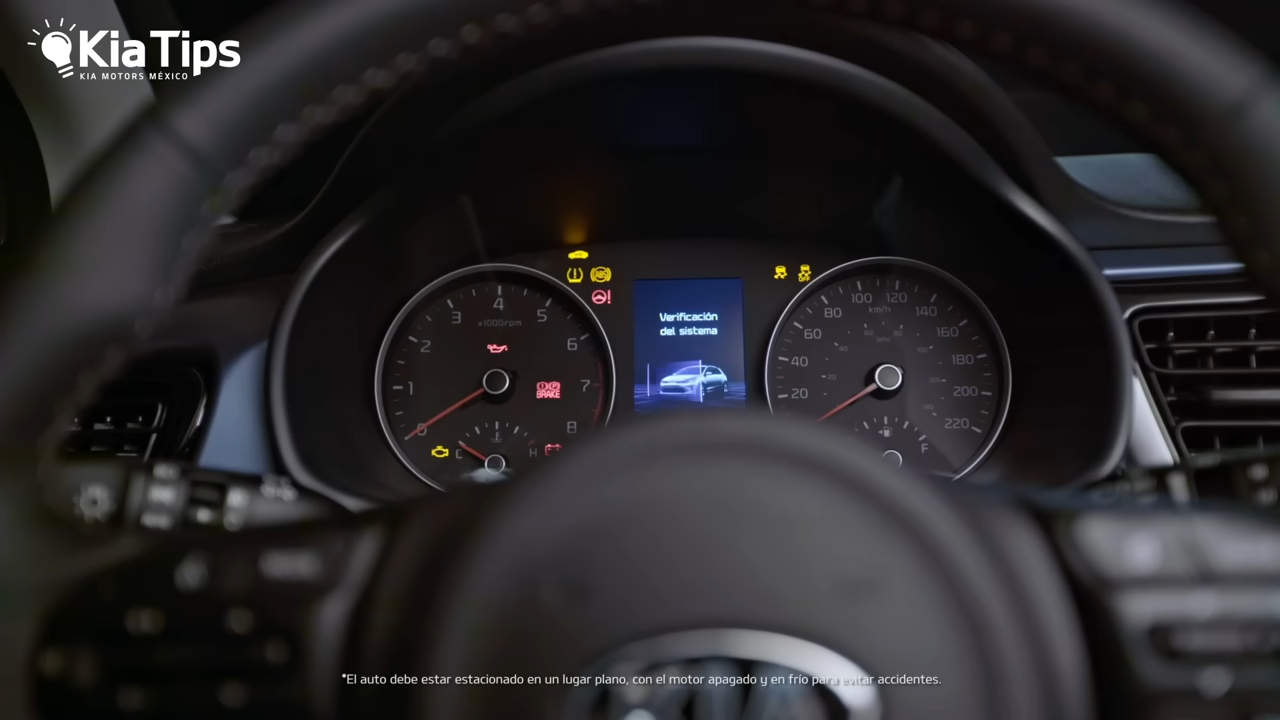 Kia Tips
KIA MOTORS MÉXICO
ABS
OFF
Verificación
del sistema
x1000rpm
0
1
2
3
4
5
6
7
8
BRAKE
C
H
km/h
20
40
60
80
100
120
140
160
180
200
220
F
*El auto debe estar estacionado en un lugar plano, con el motor apagado y en frío para evitar accidentes.